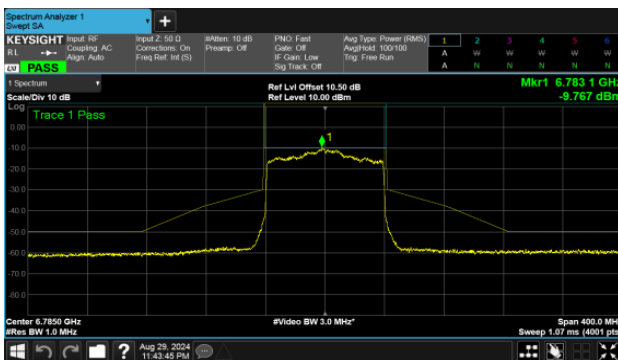 Spectrum Analyzer 1
Swept SA
KEYSIGHT
RL
PASS
Input: RF
Coupling: AC
Align: Auto
Input Z: 50 Ω
Corrections: On
Freq Ref: Int (S)
#Atten: 10 dB
Preamp: Off
PNO: Fast
Gate: Off
IF Gain: Low
Sig Track: Off
Avg Type: Power (RMS)
Avg|Hold: 100/100
Trig: Free Run
1 2 3 4 5 6
A W W W W W
A N N N N N
1 Spectrum
Scale/Div 10 dB
Ref Lvl Offset 10.50 dB
Ref Level 10.00 dBm
Mkr1 6.783 1 GHz
-9.767 dBm
Log
Trace 1 Pass
1
0.00
-10.0
-20.0
-30.0
-40.0
-50.0
-60.0
-70.0
-80.0
Center 6.7850 GHz
#Res BW 1.0 MHz
#Video BW 3.0 MHz*
Span 400.0 MHz
Sweep 1.07 ms (4001 pts)
?
Aug 29, 2024
11:43:45 PM